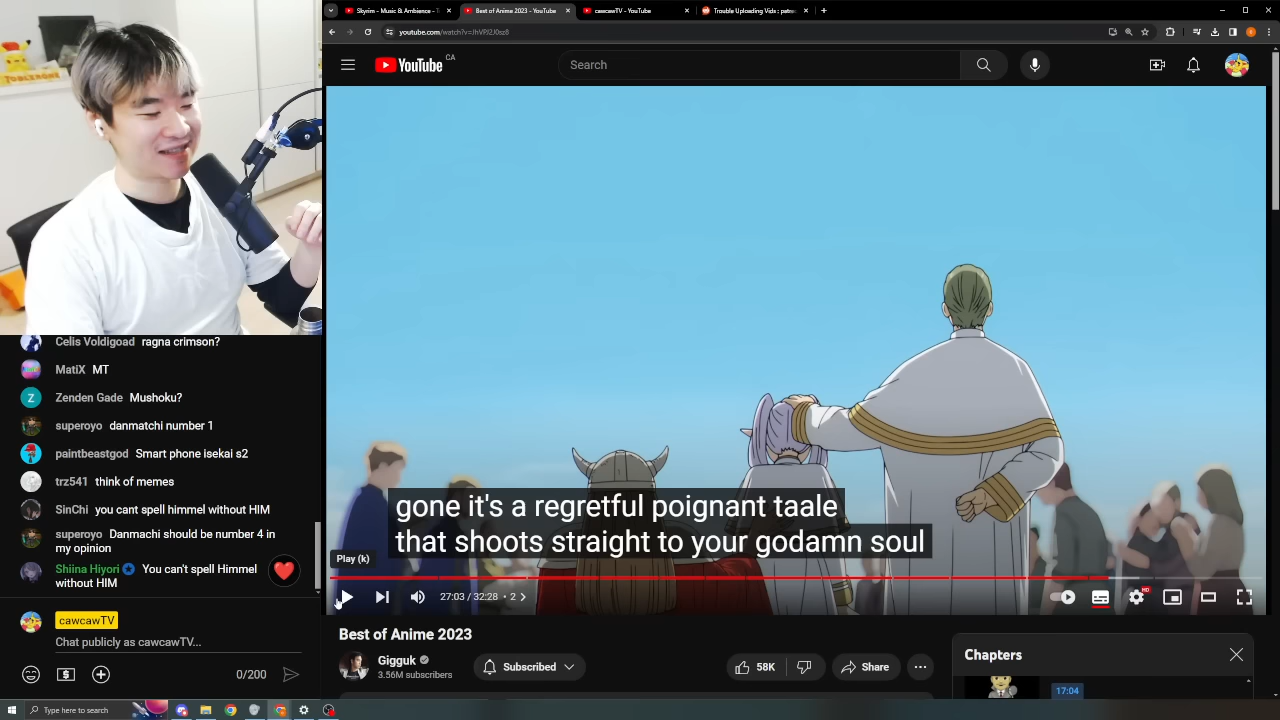 Skyrim - Music & Ambience -
Best of Anime 2023 - YouTube
cawcawTV - YouTube
Trouble Uploading Vids : patre
youtube.com/watch?v=
YouTube CA
Search
TOBLERONE
gone it's a regretful poignant taale
that shoots straight to your godamn soul
Play (k)
27:03 / 32:28 • 2
HD
Best of Anime 2023
Gigguk
3.56M subscribers
Subscribed
58K
Share
Chapters
17:04
Celis Voldigoad ragna crimson?
MatiX MT
Z
Zenden Gade Mushoku?
superoyo danmatchi number 1
paintbeastgod Smart phone isekai s2
trz541 think of memes
SinChi you cant spell himmel without HIM
superoyo Danmachi should be number 4 in
my opinion
Shiina Hiyori You can't spell Himmel
without HIM
cawcawTV
Chat publicly as cawcawTV...
0/200
Type here to search